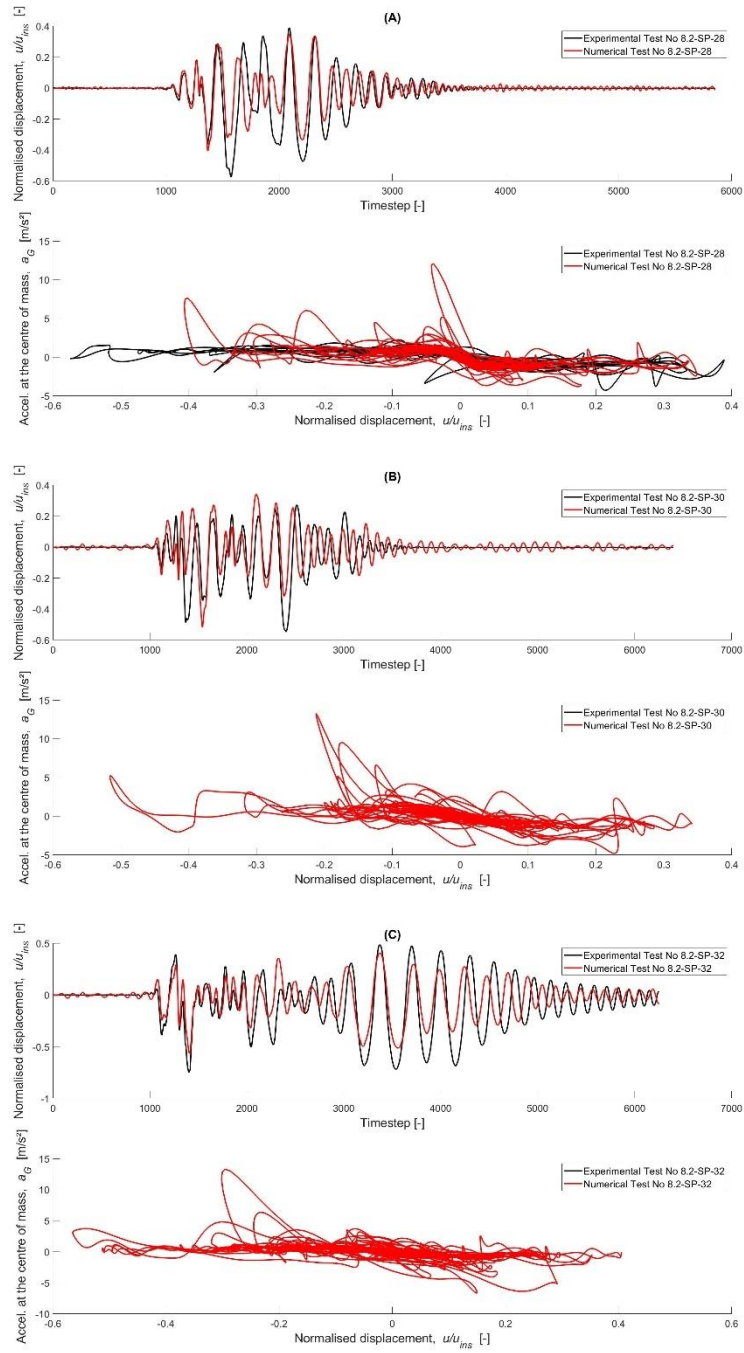 (A)
Normalised displacement, u/u_ins [-]
0.4
0.2
0
-0.2
-0.4
-0.6
Experimental Test No 8.2-SP-28
Numerical Test No 8.2-SP-28
0 1000 2000 3000 4000 5000 6000
Timestep [-]
Accel. at the centre of mass, a_G [m/s²]
15
10
5
0
-5
Experimental Test No 8.2-SP-28
Numerical Test No 8.2-SP-28
-0.6 -0.5 -0.4 -0.3 -0.2 -0.1 0 0.1 0.2 0.3 0.4
Normalised displacement, u/u_ins [-]
(B)
Normalised displacement, u/u_ins [-]
0.4
0.2
0
-0.2
-0.4
-0.6
Experimental Test No 8.2-SP-30
Numerical Test No 8.2-SP-30
0 1000 2000 3000 4000 5000 6000 7000
Timestep [-]
Accel. at the centre of mass, a_G [m/s²]
15
10
5
0
-5
Experimental Test No 8.2-SP-30
Numerical Test No 8.2-SP-30
-0.6 -0.5 -0.4 -0.3 -0.2 -0.1 0 0.1 0.2 0.3 0.4
Normalised displacement, u/u_ins [-]
(C)
Normalised displacement, u/u_ins [-]
0.5
0
-0.5
-1
Experimental Test No 8.2-SP-32
Numerical Test No 8.2-SP-32
0 1000 2000 3000 4000 5000 6000 7000
Timestep [-]
Accel. at the centre of mass, a_G [m/s²]
15
10
5
0
-5
-10
Experimental Test No 8.2-SP-32
Numerical Test No 8.2-SP-32
-0.6 -0.4 -0.2 0 0.2 0.4 0.6
Normalised displacement, u/u_ins [-]